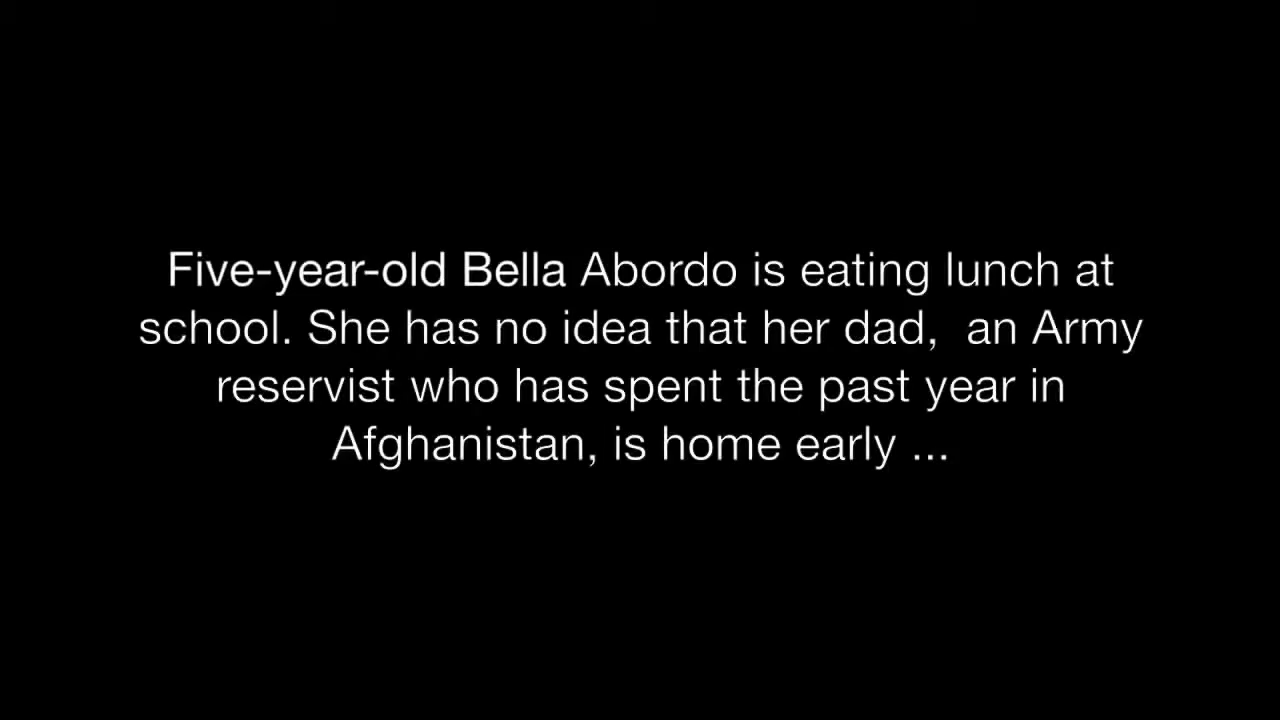 Five-year-old Bella Abordo is eating lunch at
school. She has no idea that her dad,  an Army
reservist who has spent the past year in
Afghanistan, is home early ...